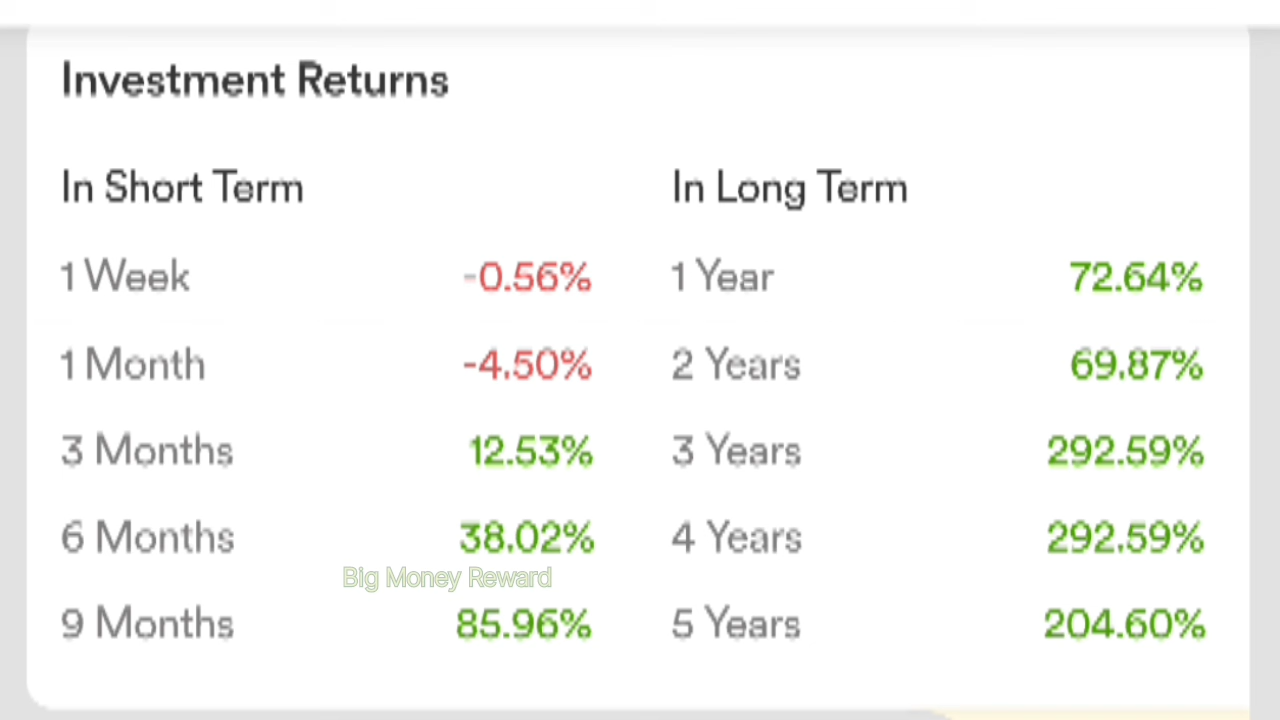 Investment Returns
In Short Term
1 Week -0.56%
1 Month -4.50%
3 Months 12.53%
6 Months 38.02%
Big Money Reward
9 Months 85.96%
In Long Term
1 Year 72.64%
2 Years 69.87%
3 Years 292.59%
4 Years 292.59%
5 Years 204.60%